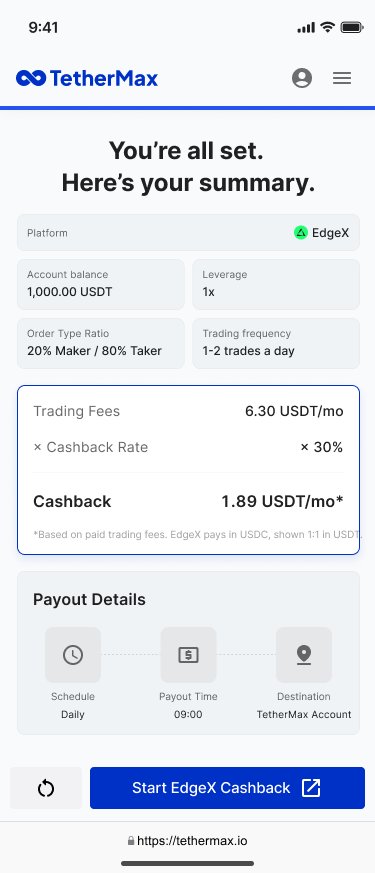 9:41
TetherMax
You’re all set.
Here’s your summary.
Platform
EdgeX
Account balance
1,000.00 USDT
Leverage
1x
Order Type Ratio
20% Maker / 80% Taker
Trading frequency
1-2 trades a day
Trading Fees 6.30 USDT/mo
× Cashback Rate × 30%
Cashback 1.89 USDT/mo*
*Based on paid trading fees. EdgeX pays in USDC, shown 1:1 in USDT.
Payout Details
Schedule
Daily
Payout Time
09:00
Destination
TetherMax Account
Start EdgeX Cashback
https://tethermax.io